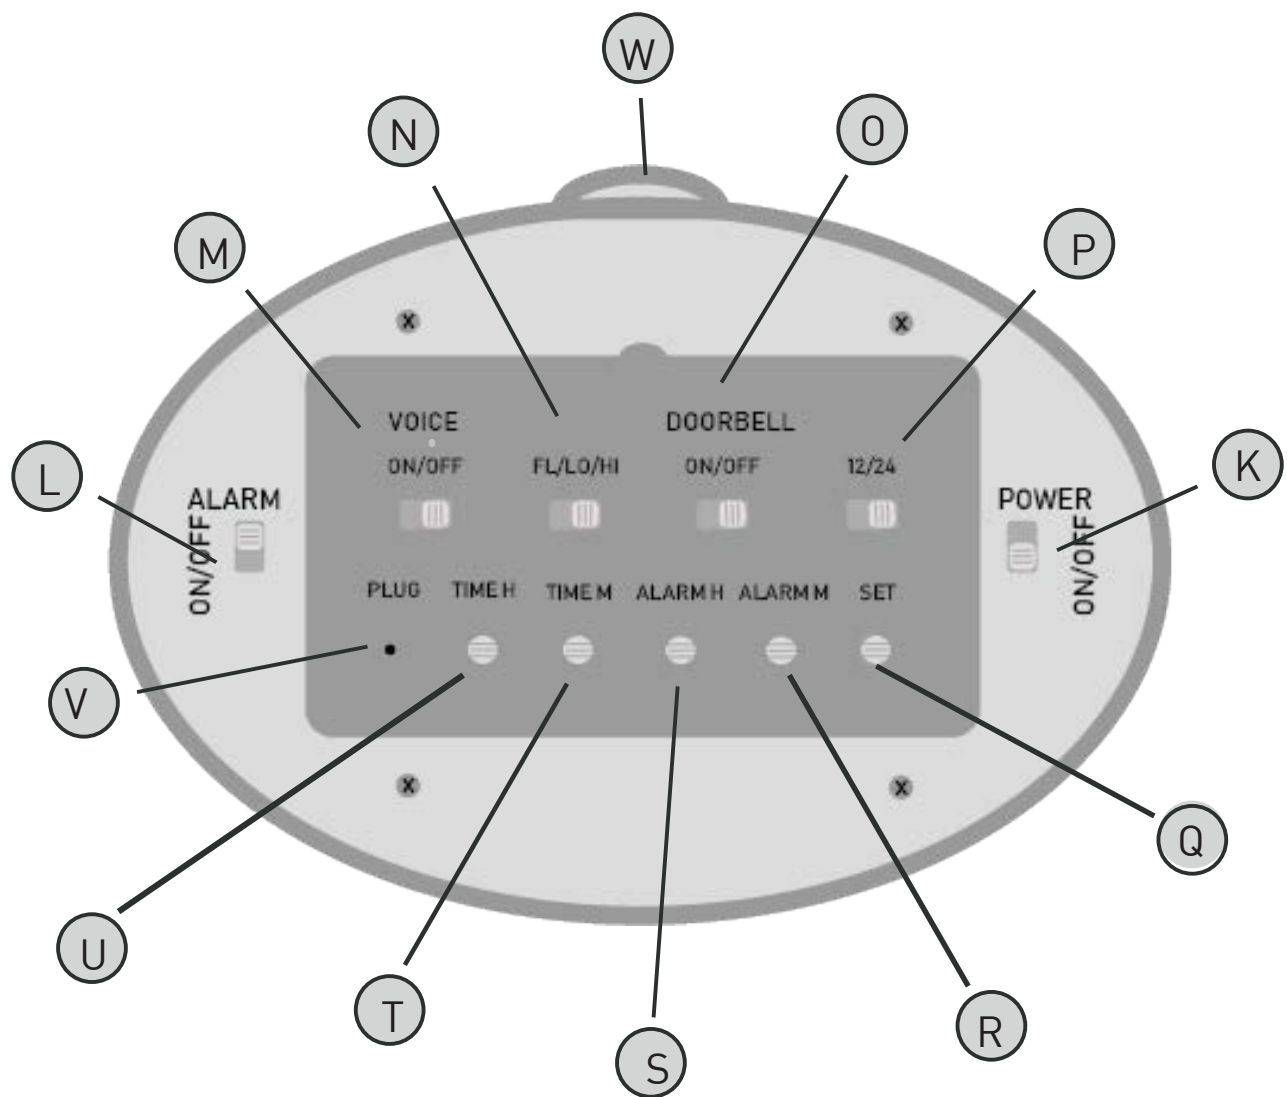 W
N
O
M
P
L
K
VOICE
DOORBELL
ON/OFF
FL/LO/HI
ON/OFF
12/24
ALARM
ON/OFF
POWER
ON/OFF
PLUG
TIME H
TIME M
ALARM H
ALARM M
SET
X
X
X
X
V
Q
U
T
R
S